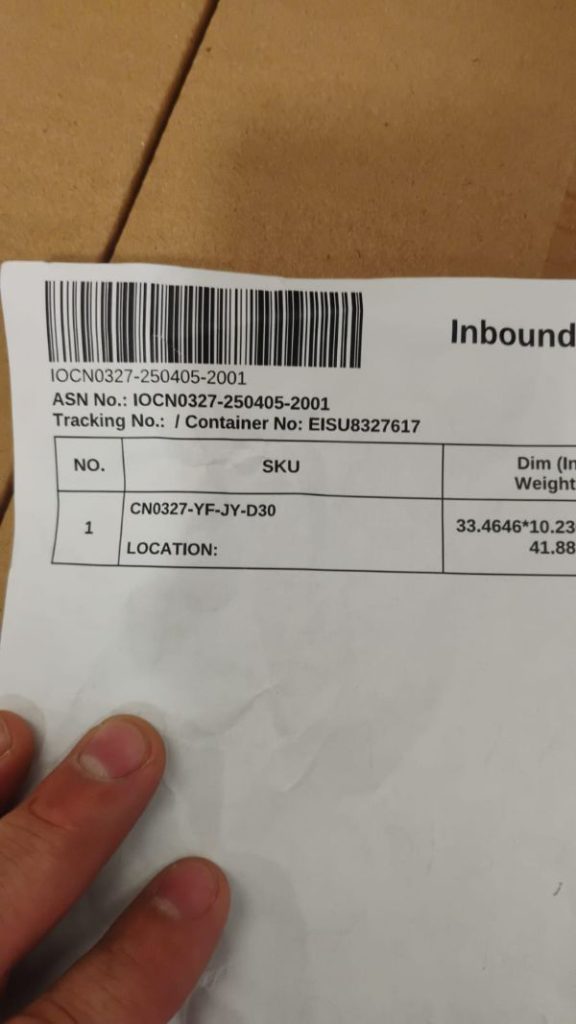 Inbound
IOCN0327-250405-2001
ASN No.: IOCN0327-250405-2001
Tracking No.: / Container No: EISU8327617
NO. SKU Dim (In
Weight
1 CN0327-YF-JY-D30 33.4646*10.23
LOCATION: 41.88